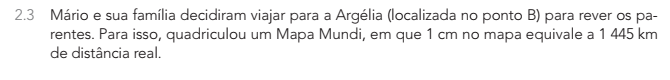 2.3 Mário e sua família decidiram viajar para a Argélia (localizada no ponto B) para rever os pa-
rentes. Para isso, quadriculou um Mapa Mundi, em que 1 cm no mapa equivale a 1 445 km
de distância real.